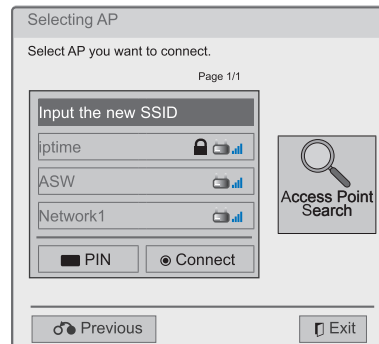 Selecting AP
Select AP you want to connect.
Page 1/1
Input the new SSID
iptime
ASW
Network1
PIN
Connect
Access Point
Search
Previous
Exit